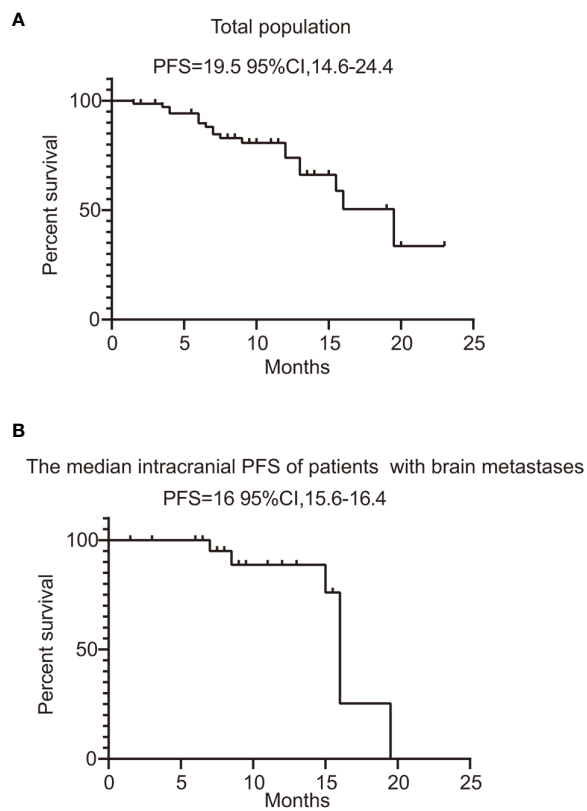 A
Total population
PFS=19.5 95%CI,14.6-24.4
100
50
0
Percent survival
0 5 10 15 20 25
Months
B
The median intracranial PFS of patients with brain metastases
PFS=16 95%CI,15.6-16.4
100
50
0
Percent survival
0 5 10 15 20 25
Months